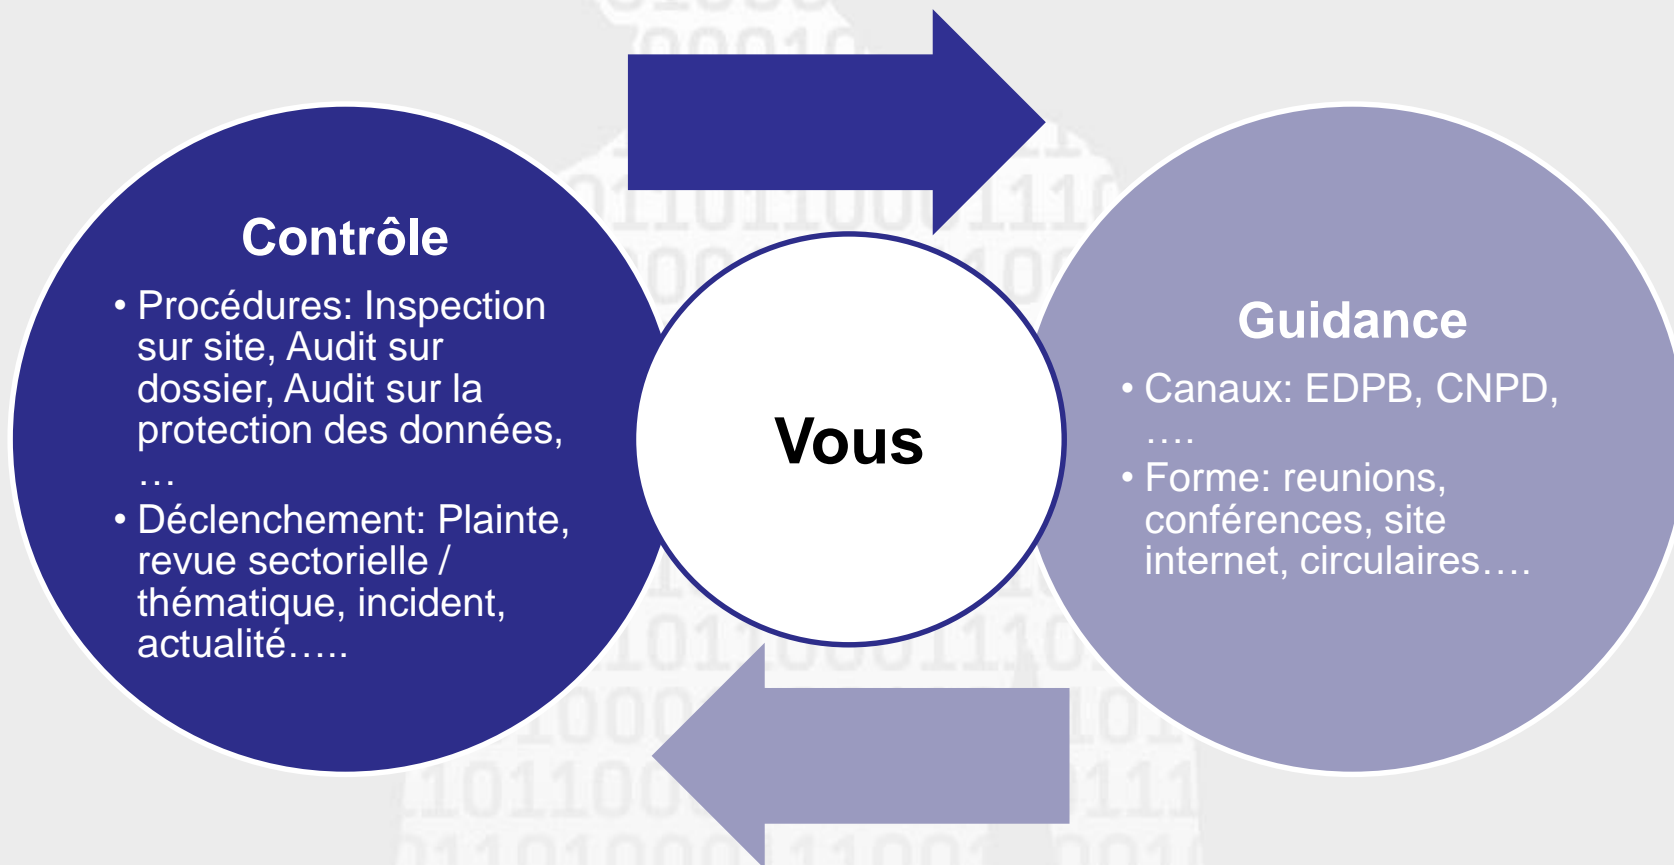 Contrôle
• Procédures: Inspection
sur site, Audit sur
dossier, Audit sur la
protection des données,
…
• Déclenchement: Plainte,
revue sectorielle /
thématique, incident,
actualité…..
Vous
Guidance
• Canaux: EDPB, CNPD,
….
• Forme: reunions,
conférences, site
internet, circulaires….